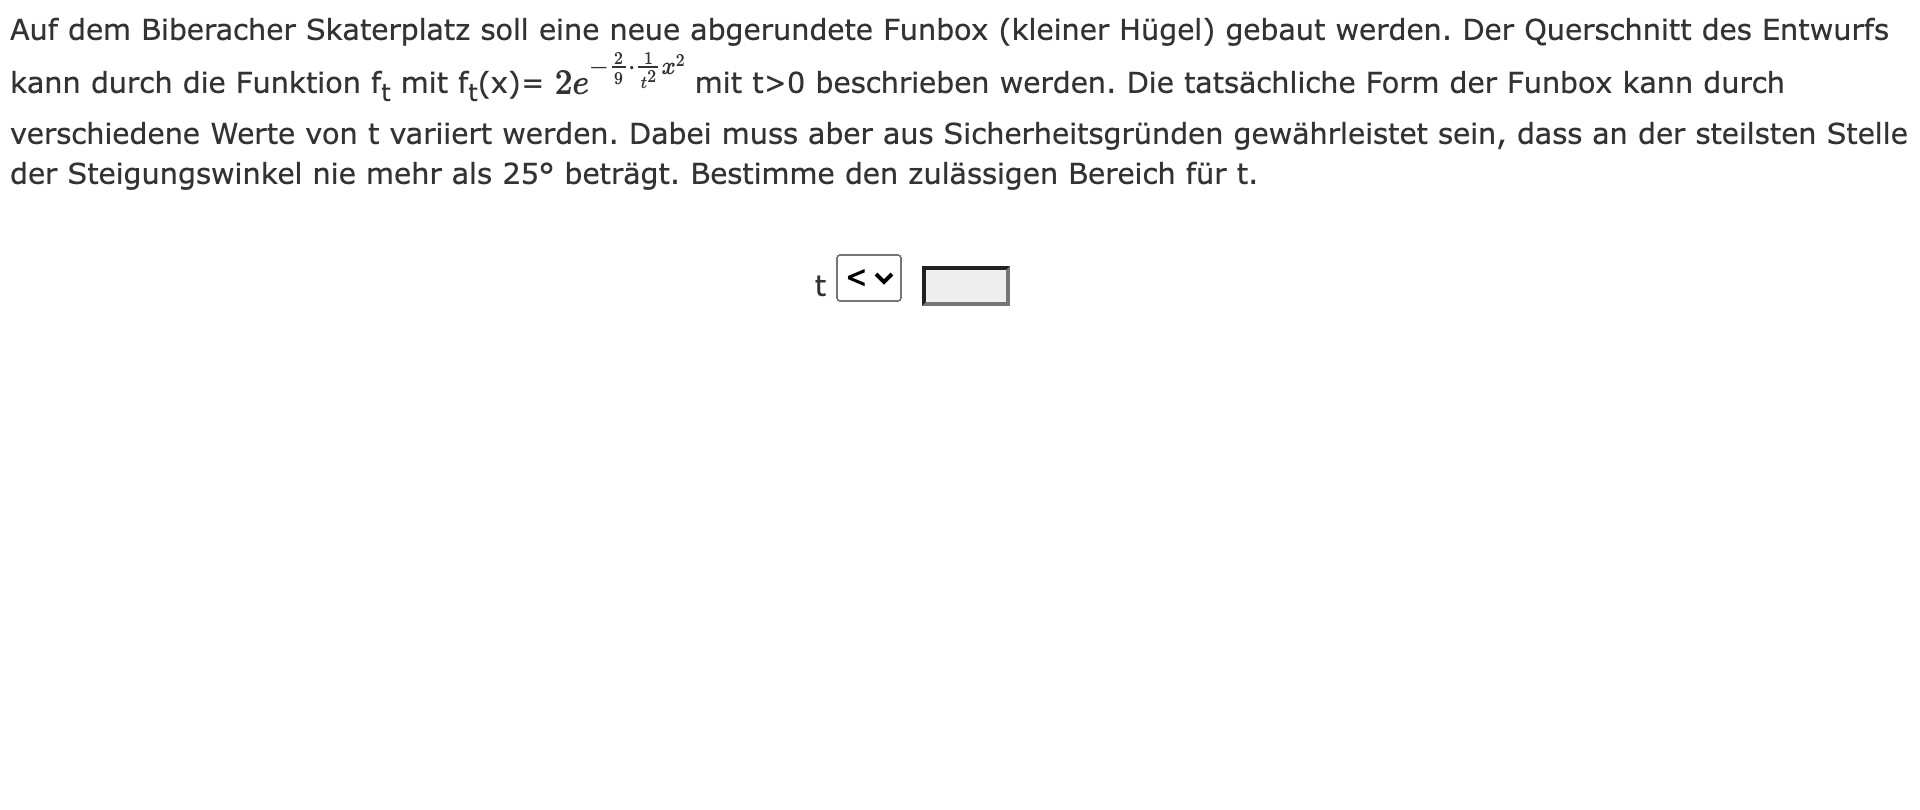 Auf dem Biberacher Skaterplatz soll eine neue abgerundete Funbox (kleiner Hügel) gebaut werden. Der Querschnitt des Entwurfs
kann durch die Funktion fₜ mit fₜ(x)= 2e^{-\frac{2}{9}·\frac{1}{t^2}x^2} mit t>0 beschrieben werden. Die tatsächliche Form der Funbox kann durch
verschiedene Werte von t variiert werden. Dabei muss aber aus Sicherheitsgründen gewährleistet sein, dass an der steilsten Stelle
der Steigungswinkel nie mehr als 25° beträgt. Bestimme den zulässigen Bereich für t.
t <